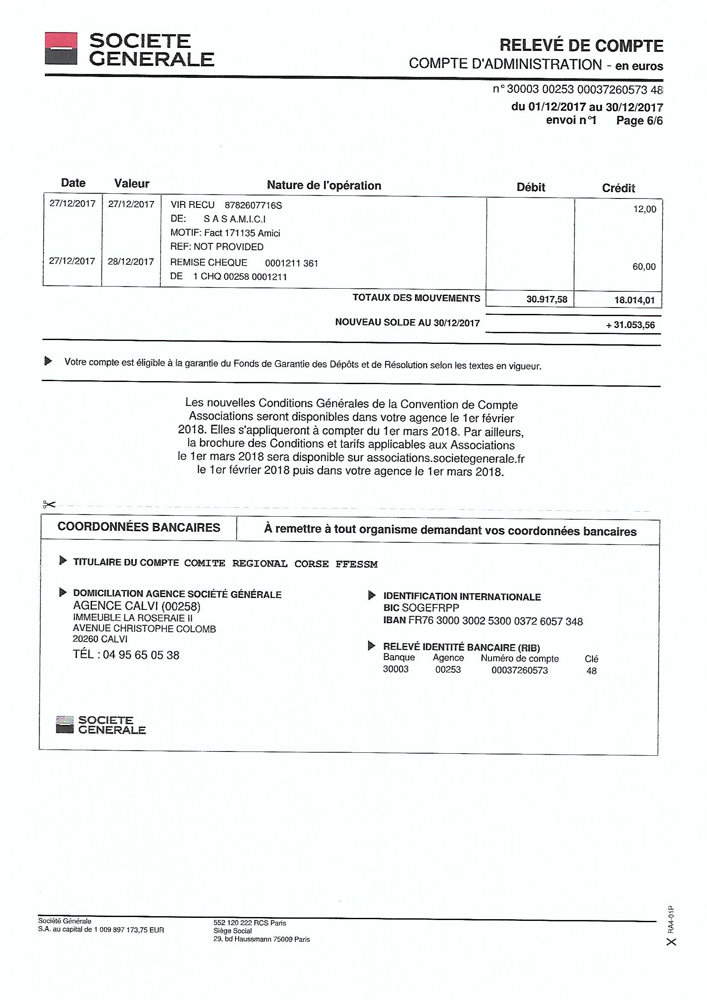 SOCIETE
GENERALE
RELEVÉ DE COMPTE
COMPTE D'ADMINISTRATION - en euros
n° 30003 00253 00037260573 48
du 01/12/2017 au 30/12/2017
envoi n°1 Page 6/6
Date Valeur Nature de l'opération Débit Crédit
27/12/2017 27/12/2017 VIR RECU 8782607716S 12,00
DE: S A S A.M.I.C.I
MOTIF: Fact 171135 Amici
REF: NOT PROVIDED
27/12/2017 28/12/2017 REMISE CHEQUE 0001211 361 60,00
DE 1 CHQ 00258 0001211
TOTAUX DES MOUVEMENTS 30.917,58 18.014,01
NOUVEAU SOLDE AU 30/12/2017 + 31.053,56
Votre compte est éligible à la garantie du Fonds de Garantie des Dépôts et de Résolution selon les textes en vigueur.
Les nouvelles Conditions Générales de la Convention de Compte
Associations seront disponibles dans votre agence le 1er février
2018. Elles s'appliqueront à compter du 1er mars 2018. Par ailleurs,
la brochure des Conditions et tarifs applicables aux Associations
le 1er mars 2018 sera disponible sur associations.societegenerale.fr
le 1er février 2018 puis dans votre agence le 1er mars 2018.
COORDONNÉES BANCAIRES À remettre à tout organisme demandant vos coordonnées bancaires
TITULAIRE DU COMPTE COMITE REGIONAL CORSE FFESSM
DOMICILIATION AGENCE SOCIÉTÉ GÉNÉRALE
AGENCE CALVI (00258)
IMMEUBLE LA ROSERAIE II
AVENUE CHRISTOPHE COLOMB
20260 CALVI
TÉL : 04 95 65 05 38
IDENTIFICATION INTERNATIONALE
BIC SOGEFRPP
IBAN FR76 3000 3002 5300 0372 6057 348
RELEVÉ IDENTITÉ BANCAIRE (RIB)
Banque Agence Numéro de compte Clé
30003 00253 00037260573 48
SOCIETE
GENERALE
Société Générale
S.A. au capital de 1 009 897 173,75 EUR
552 120 222 RCS Paris
Siège Social
29, bd Haussmann 75009 Paris
X RA4-01P